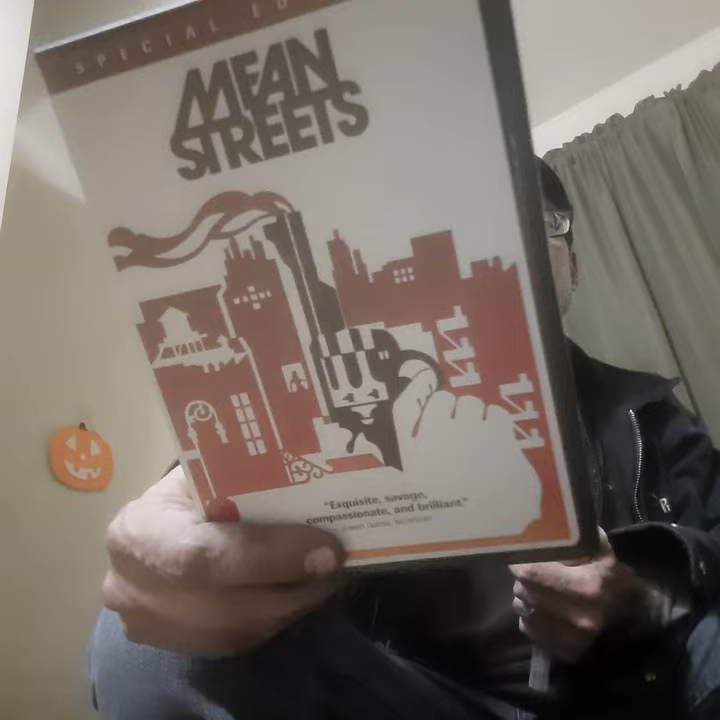 SPECIAL ED
MEAN
STREETS
"Exquisite, savage,
compassionate, and brilliant."